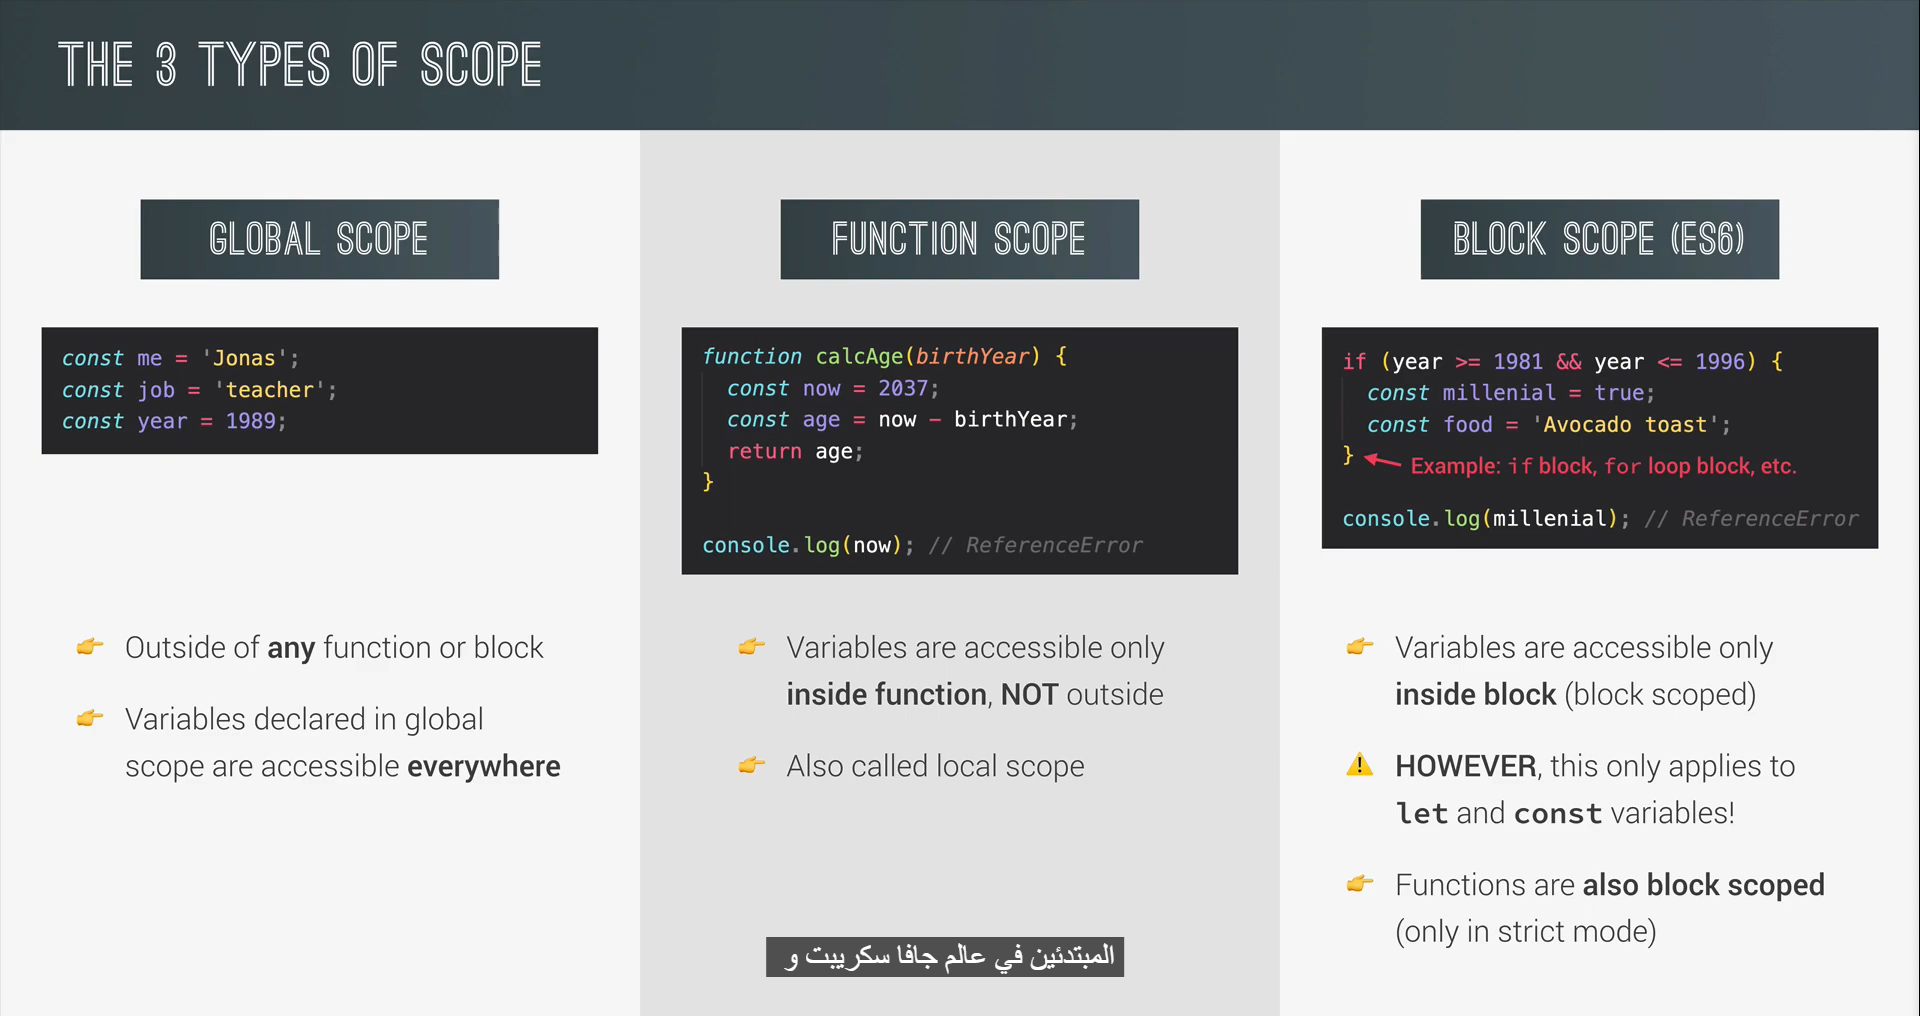 THE 3 TYPES OF SCOPE
GLOBAL SCOPE
const me = 'Jonas';
const job = 'teacher';
const year = 1989;
Outside of any function or block
Variables declared in global
scope are accessible everywhere
FUNCTION SCOPE
function calcAge(birthYear) {
const now = 2037;
const age = now - birthYear;
return age;
}
console.log(now); // ReferenceError
Variables are accessible only
inside function, NOT outside
Also called local scope
BLOCK SCOPE (ES6)
if (year >= 1981 && year <= 1996) {
const millenial = true;
const food = 'Avocado toast';
}
Example: if block, for loop block, etc.
console.log(millenial); // ReferenceError
Variables are accessible only
inside block (block scoped)
HOWEVER, this only applies to
let and const variables!
Functions are also block scoped
(only in strict mode)
المبتدئين في عالم جافا سكريبت و